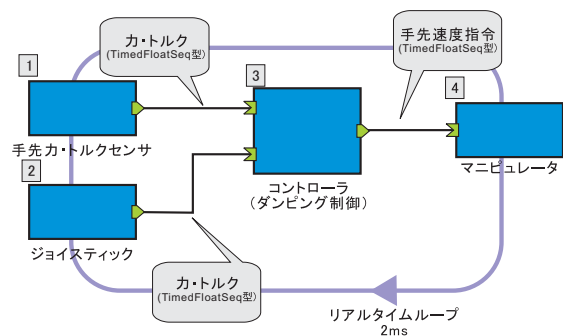 力・トルク
(TimedFloatSeq型)
手先速度指令
(TimedFloatSeq型)
1
3
4
手先力・トルクセンサ
2
コントローラ
(ダンピング制御)
マニピュレータ
ジョイスティック
力・トルク
(TimedFloatSeq型)
リアルタイムループ
2ms